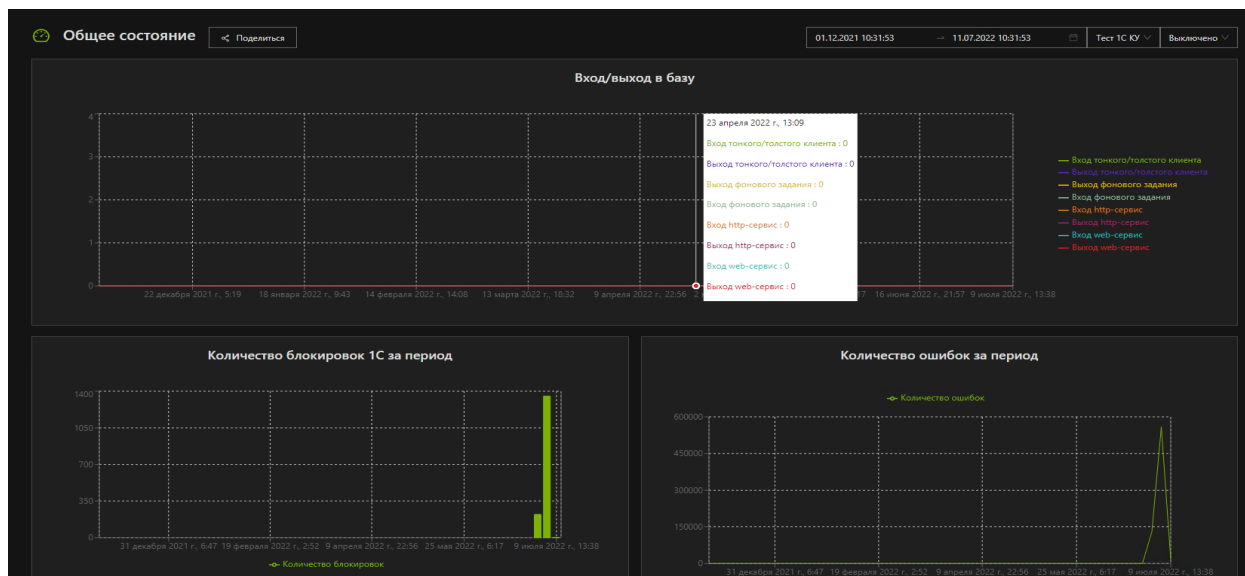 Общее состояние
Поделиться
01.12.2021 10:31:53 → 11.07.2022 10:31:53
Тест 1С КУ
Выключено
Вход/выход в базу
4
3
2
1
0
22 декабря 2021 г., 5:19
18 января 2022 г., 9:43
14 февраля 2022 г., 14:08
13 марта 2022 г., 18:32
9 апреля 2022 г., 22:56
16 июня 2022 г., 21:57
9 июля 2022 г., 13:38
23 апреля 2022 г., 13:09
Вход тонкого/толстого клиента : 0
Выход тонкого/толстого клиента : 0
Выход фонового задания : 0
Вход фонового задания : 0
Вход http-сервис : 0
Выход http-сервис : 0
Вход web-сервис : 0
Выход web-сервис : 0
Вход тонкого/толстого клиента
Выход тонкого/толстого клиента
Выход фонового задания
Вход фонового задания
Вход http-сервис
Выход http-сервис
Вход web-сервис
Выход web-сервис
Количество блокировок 1С за период
1400
1050
700
350
0
31 декабря 2021 г., 6:47
19 февраля 2022 г., 2:52
9 апреля 2022 г., 22:56
25 мая 2022 г., 6:17
9 июля 2022 г., 13:38
Количество блокировок
Количество ошибок за период
Количество ошибок
600000
450000
300000
150000
0
31 декабря 2021 г., 6:47
19 февраля 2022 г., 2:52
9 апреля 2022 г., 22:56
25 мая 2022 г., 6:17
9 июля 2022 г., 13:38